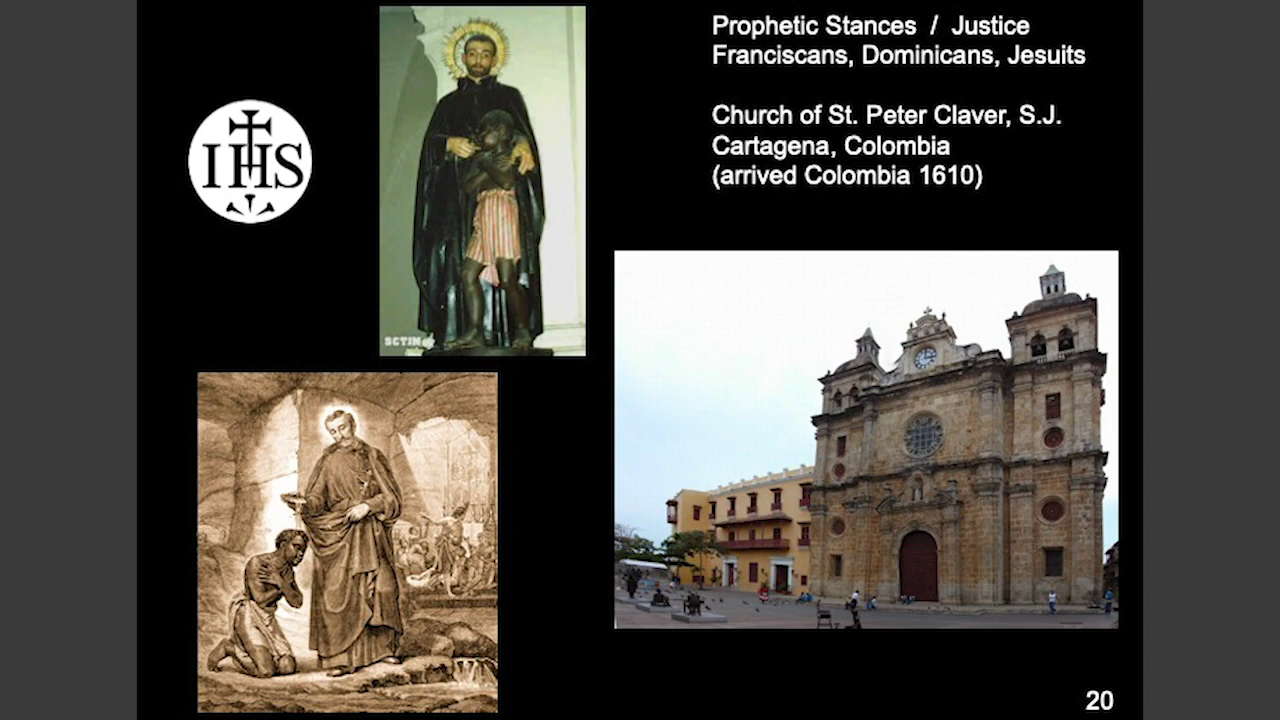 Prophetic Stances / Justice
Franciscans, Dominicans, Jesuits
Church of St. Peter Claver, S.J.
Cartagena, Colombia
(arrived Colombia 1610)
IHS
SCTJM
20